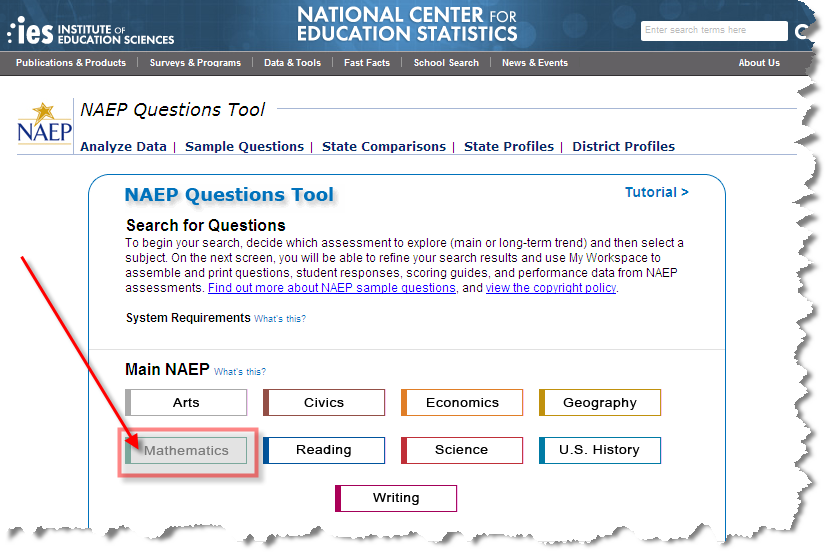 ies INSTITUTE OF EDUCATION SCIENCES
NATIONAL CENTER FOR
EDUCATION STATISTICS
Enter search terms here
Publications & Products | Surveys & Programs | Data & Tools | Fast Facts | School Search | News & Events About Us
NAEP
NAEP Questions Tool
Analyze Data | Sample Questions | State Comparisons | State Profiles | District Profiles
NAEP Questions Tool Tutorial >
Search for Questions
To begin your search, decide which assessment to explore (main or long-term trend) and then select a
subject. On the next screen, you will be able to refine your search results and use My Workspace to
assemble and print questions, student responses, scoring guides, and performance data from NAEP
assessments. Find out more about NAEP sample questions, and view the copyright policy.
System Requirements What's this?
Main NAEP What's this?
Arts Civics Economics Geography
Mathematics Reading Science U.S. History
Writing